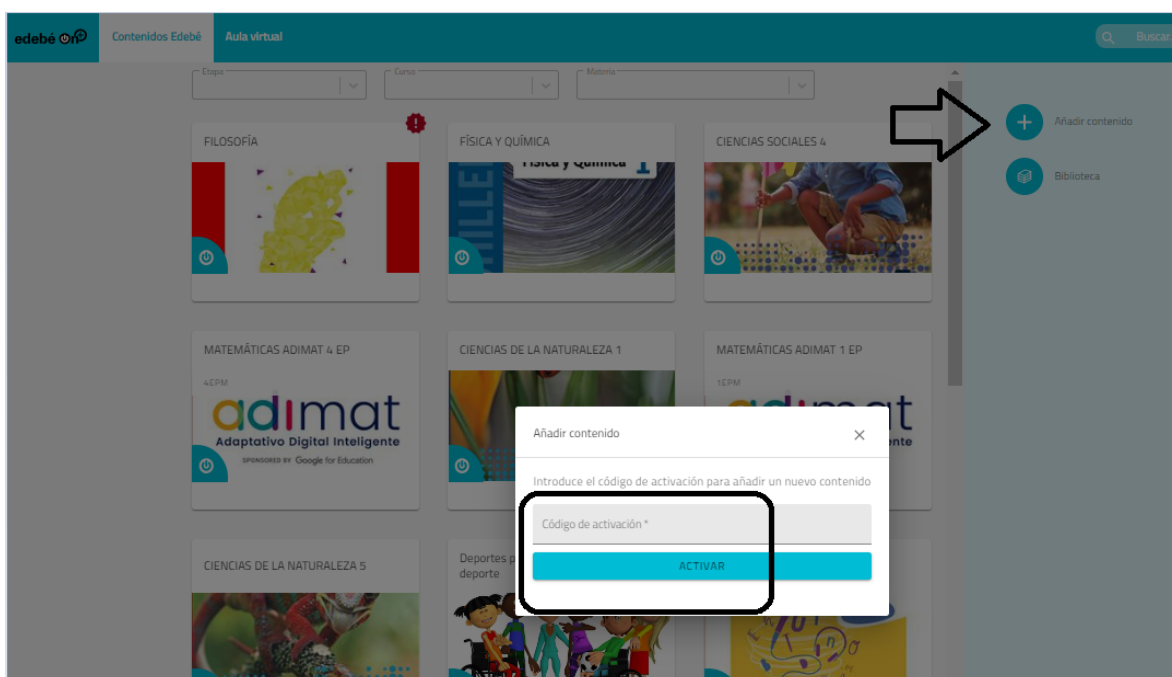 edebé On
Contenidos Edebé
Aula virtual
Buscar
Etapa
Curso
Materia
Añadir contenido
Biblioteca
FILOSOFÍA
FÍSICA Y QUÍMICA
Física y Química 1
CIENCIAS SOCIALES 4
MATEMÁTICAS ADIMAT 4 EP
4EPM
adimat
Adaptativo Digital Inteligente
SPONSORED BY Google for Education
CIENCIAS DE LA NATURALEZA 1
MATEMÁTICAS ADIMAT 1 EP
1EPM
Añadir contenido
Introduce el código de activación para añadir un nuevo contenido
Código de activación *
ACTIVAR
CIENCIAS DE LA NATURALEZA 5
Deportes
deporte